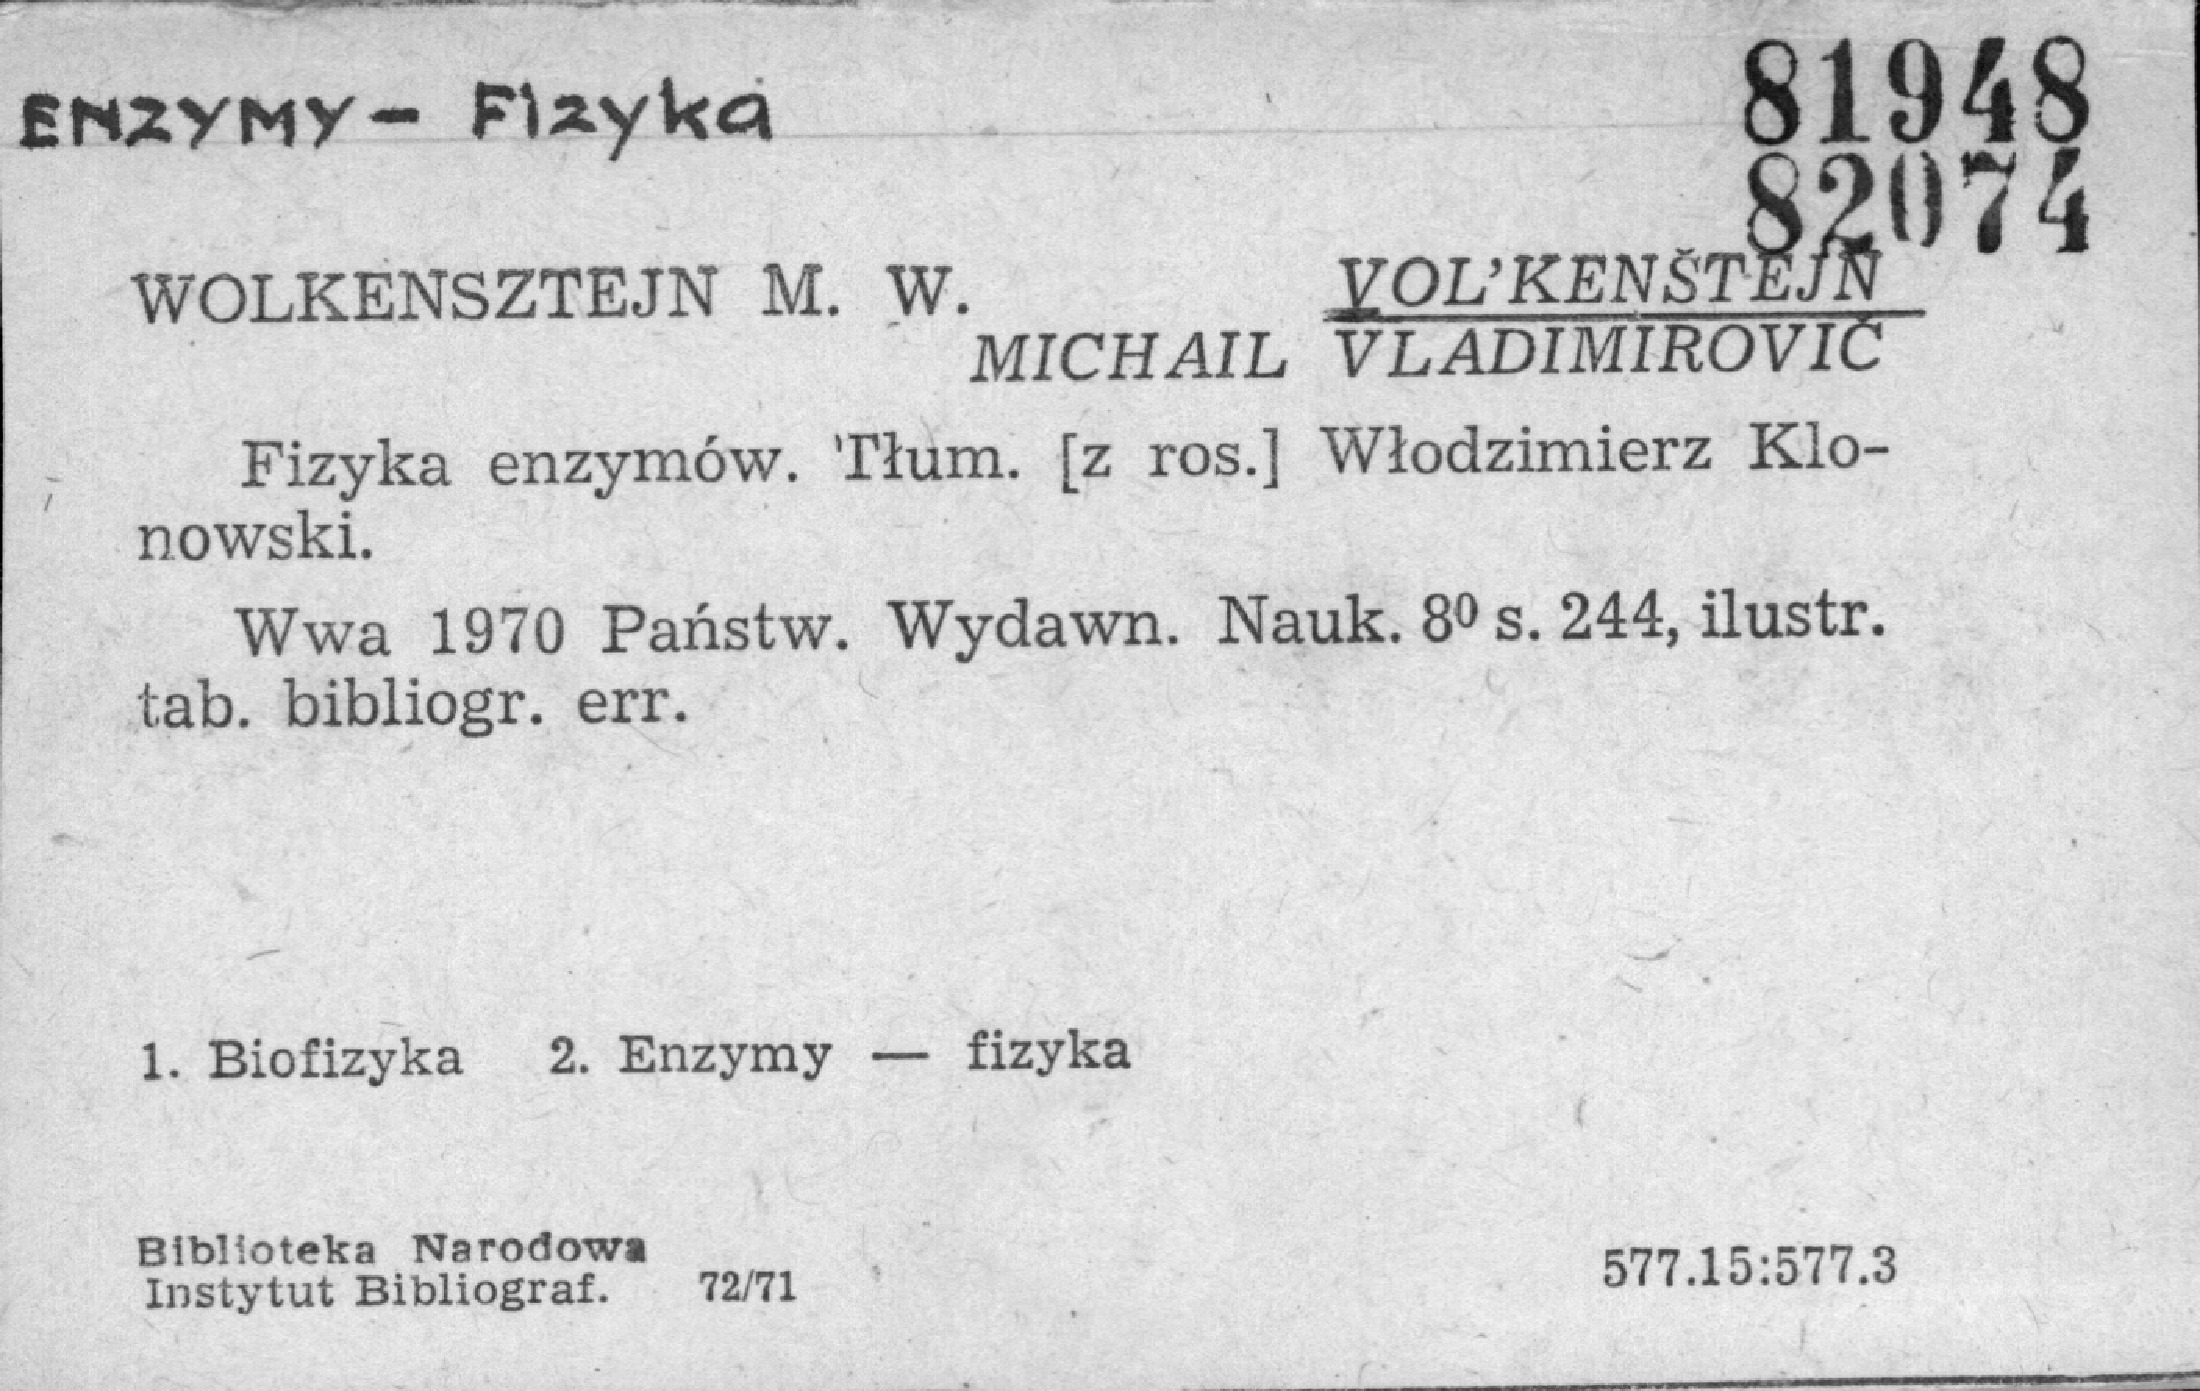 ENZYMY - Fizyka
81948
82074
WOLKENSZTEJN M. W.
VOL’KENŠTEJN
MICHAIL VLADIMIROVIČ
Fizyka enzymów. Tłum. [z ros.] Włodzimierz Klo-
nowski.
Wwa 1970 Państw. Wydawn. Nauk. 8⁰ s. 244, ilustr.
tab. bibliogr. err.
1. Biofizyka 2. Enzymy — fizyka
Biblioteka Narodowa
Instytut Bibliograf. 72/71
577.15:577.3